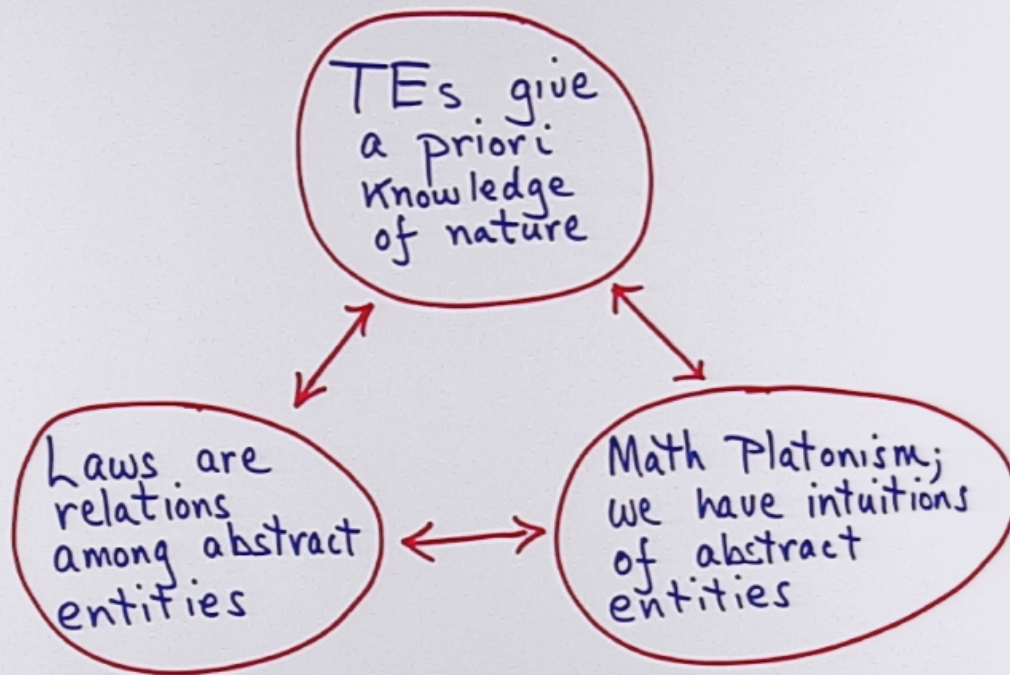 TEs give
a priori
knowledge
of nature
Laws are
relations
among abstract
entities
Math Platonism;
we have intuitions
of abstract
entities